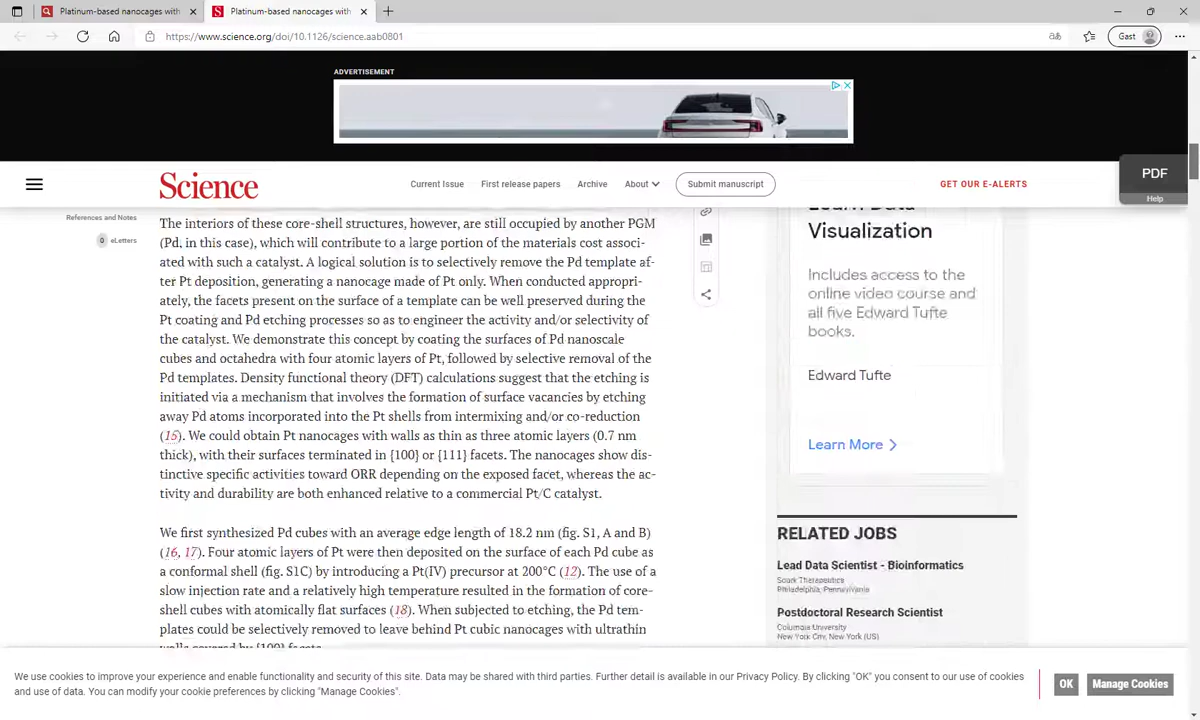 Platinum-based nanocages with
Platinum-based nanocages with
https://www.science.org/doi/10.1126/science.aab0801
Gast
ADVERTISEMENT
Science
Current Issue
First release papers
Archive
About
Submit manuscript
GET OUR E-ALERTS
PDF
Help
References and Notes
0 eLetters
The interiors of these core-shell structures, however, are still occupied by another PGM
(Pd, in this case), which will contribute to a large portion of the materials cost associ-
ated with such a catalyst. A logical solution is to selectively remove the Pd template af-
ter Pt deposition, generating a nanocage made of Pt only. When conducted appropri-
ately, the facets present on the surface of a template can be well preserved during the
Pt coating and Pd etching processes so as to engineer the activity and/or selectivity of
the catalyst. We demonstrate this concept by coating the surfaces of Pd nanoscale
cubes and octahedra with four atomic layers of Pt, followed by selective removal of the
Pd templates. Density functional theory (DFT) calculations suggest that the etching is
initiated via a mechanism that involves the formation of surface vacancies by etching
away Pd atoms incorporated into the Pt shells from intermixing and/or co-reduction
(15). We could obtain Pt nanocages with walls as thin as three atomic layers (0.7 nm
thick), with their surfaces terminated in {100} or {111} facets. The nanocages show dis-
tinctive specific activities toward ORR depending on the exposed facet, whereas the ac-
tivity and durability are both enhanced relative to a commercial Pt/C catalyst.
We first synthesized Pd cubes with an average edge length of 18.2 nm (fig. S1, A and B)
(16, 17). Four atomic layers of Pt were then deposited on the surface of each Pd cube as
a conformal shell (fig. S1C) by introducing a Pt(IV) precursor at 200°C (12). The use of a
slow injection rate and a relatively high temperature resulted in the formation of core-
shell cubes with atomically flat surfaces (18). When subjected to etching, the Pd tem-
plates could be selectively removed to leave behind Pt cubic nanocages with ultrathin
walls covered by {100} facets.
Learn Data
Visualization
Includes access to the
online video course and
all five Edward Tufte
books.
Edward Tufte
Learn More
RELATED JOBS
Lead Data Scientist - Bioinformatics
Spark Therapeutics
Philadelphia, Pennsylvania
Postdoctoral Research Scientist
Columbia University
New York City, New York (US)
We use cookies to improve your experience and enable functionality and security of this site. Data may be shared with third parties. Further detail is available in our Privacy Policy. By clicking "OK" you consent to our use of cookies
and use of data. You can modify your cookie preferences by clicking "Manage Cookies".
OK
Manage Cookies